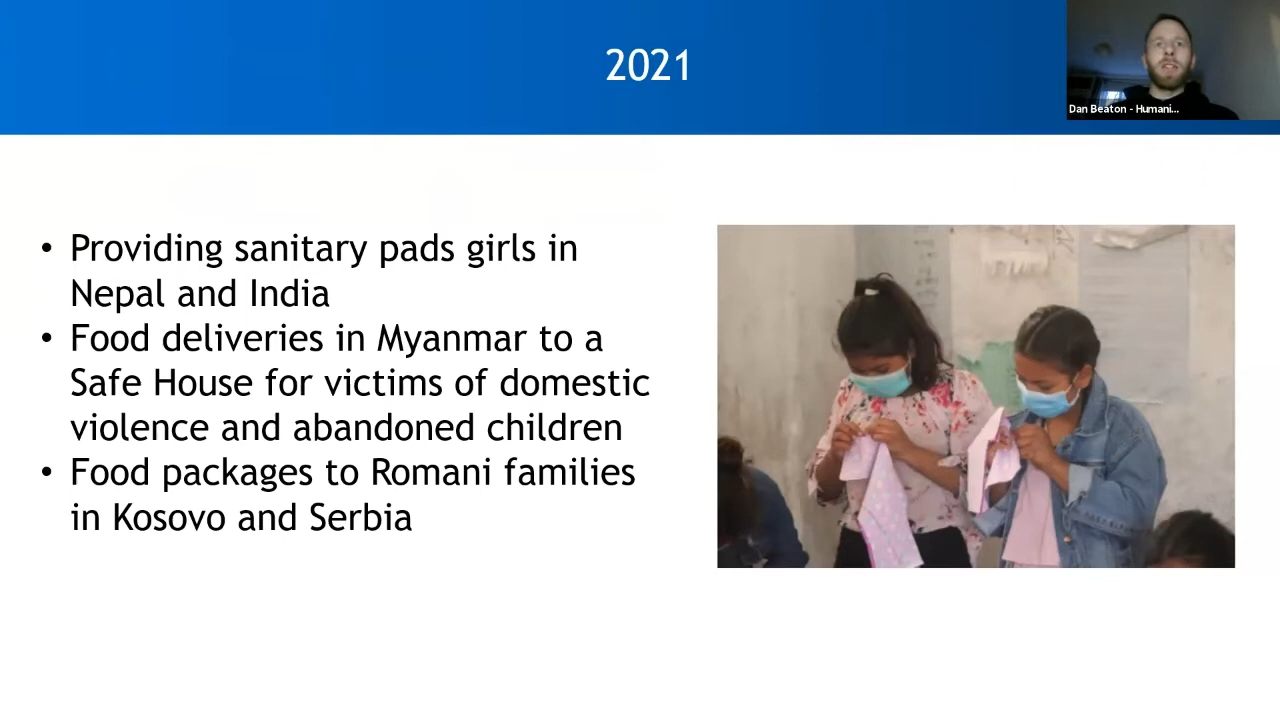 2021
Dan Beaton - Humani...
• Providing sanitary pads girls in
Nepal and India
• Food deliveries in Myanmar to a
Safe House for victims of domestic
violence and abandoned children
• Food packages to Romani families
in Kosovo and Serbia